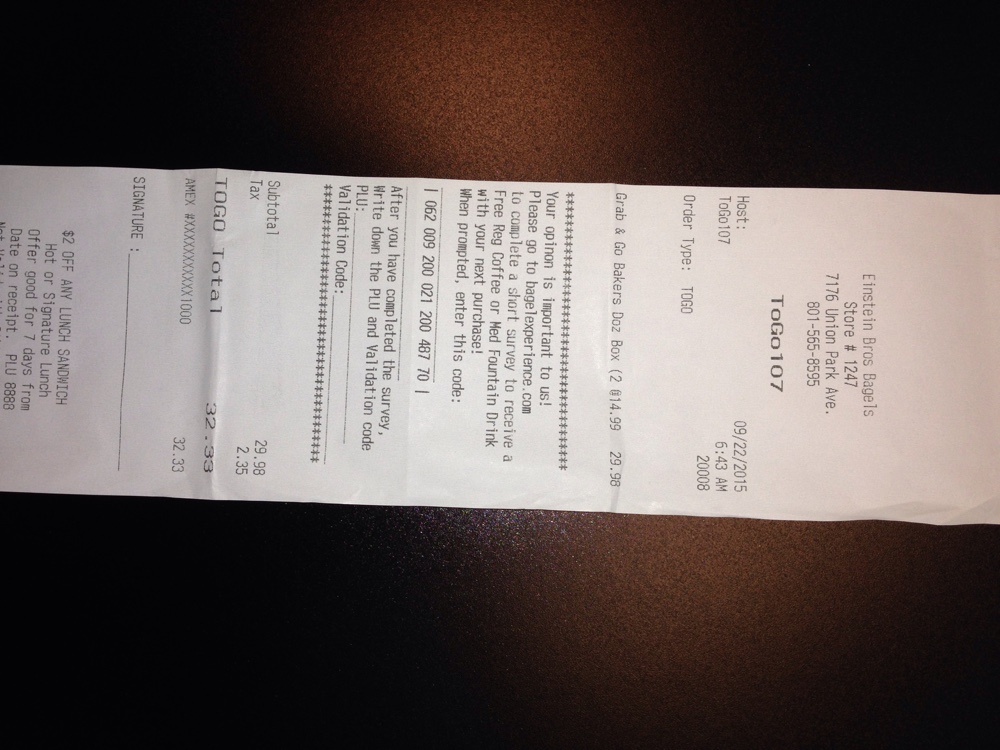 Einstein Bros Bagels
Store # 1247
7176 Union Park Ave.
801-565-8595
ToGo107
Host: 09/22/2015
ToGo107 6:43 AM
20008
Order Type: TOGO
Grab & Go Bakers Doz Box (2 @14.99 29.98
****************************************
Your opinon is important to us!
Please go to bagelexperience.com
to complete a short survey to receive a
Free Reg Coffee or Med Fountain Drink
with your next purchase!
When prompted, enter this code:
| 062 009 200 021 200 487 70 |
After you have completed the survey,
Write down the PLU and Validation code
PLU:
Validation Code:
****************************************
Subtotal 29.98
Tax 2.35
TOGO Total 32.33
AMEX #XXXXXXXXXXX1000 32.33
SIGNATURE :
$2 OFF ANY LUNCH SANDWICH
Hot or Signature Lunch
Offer good for 7 days from
Date on receipt. PLU 8888